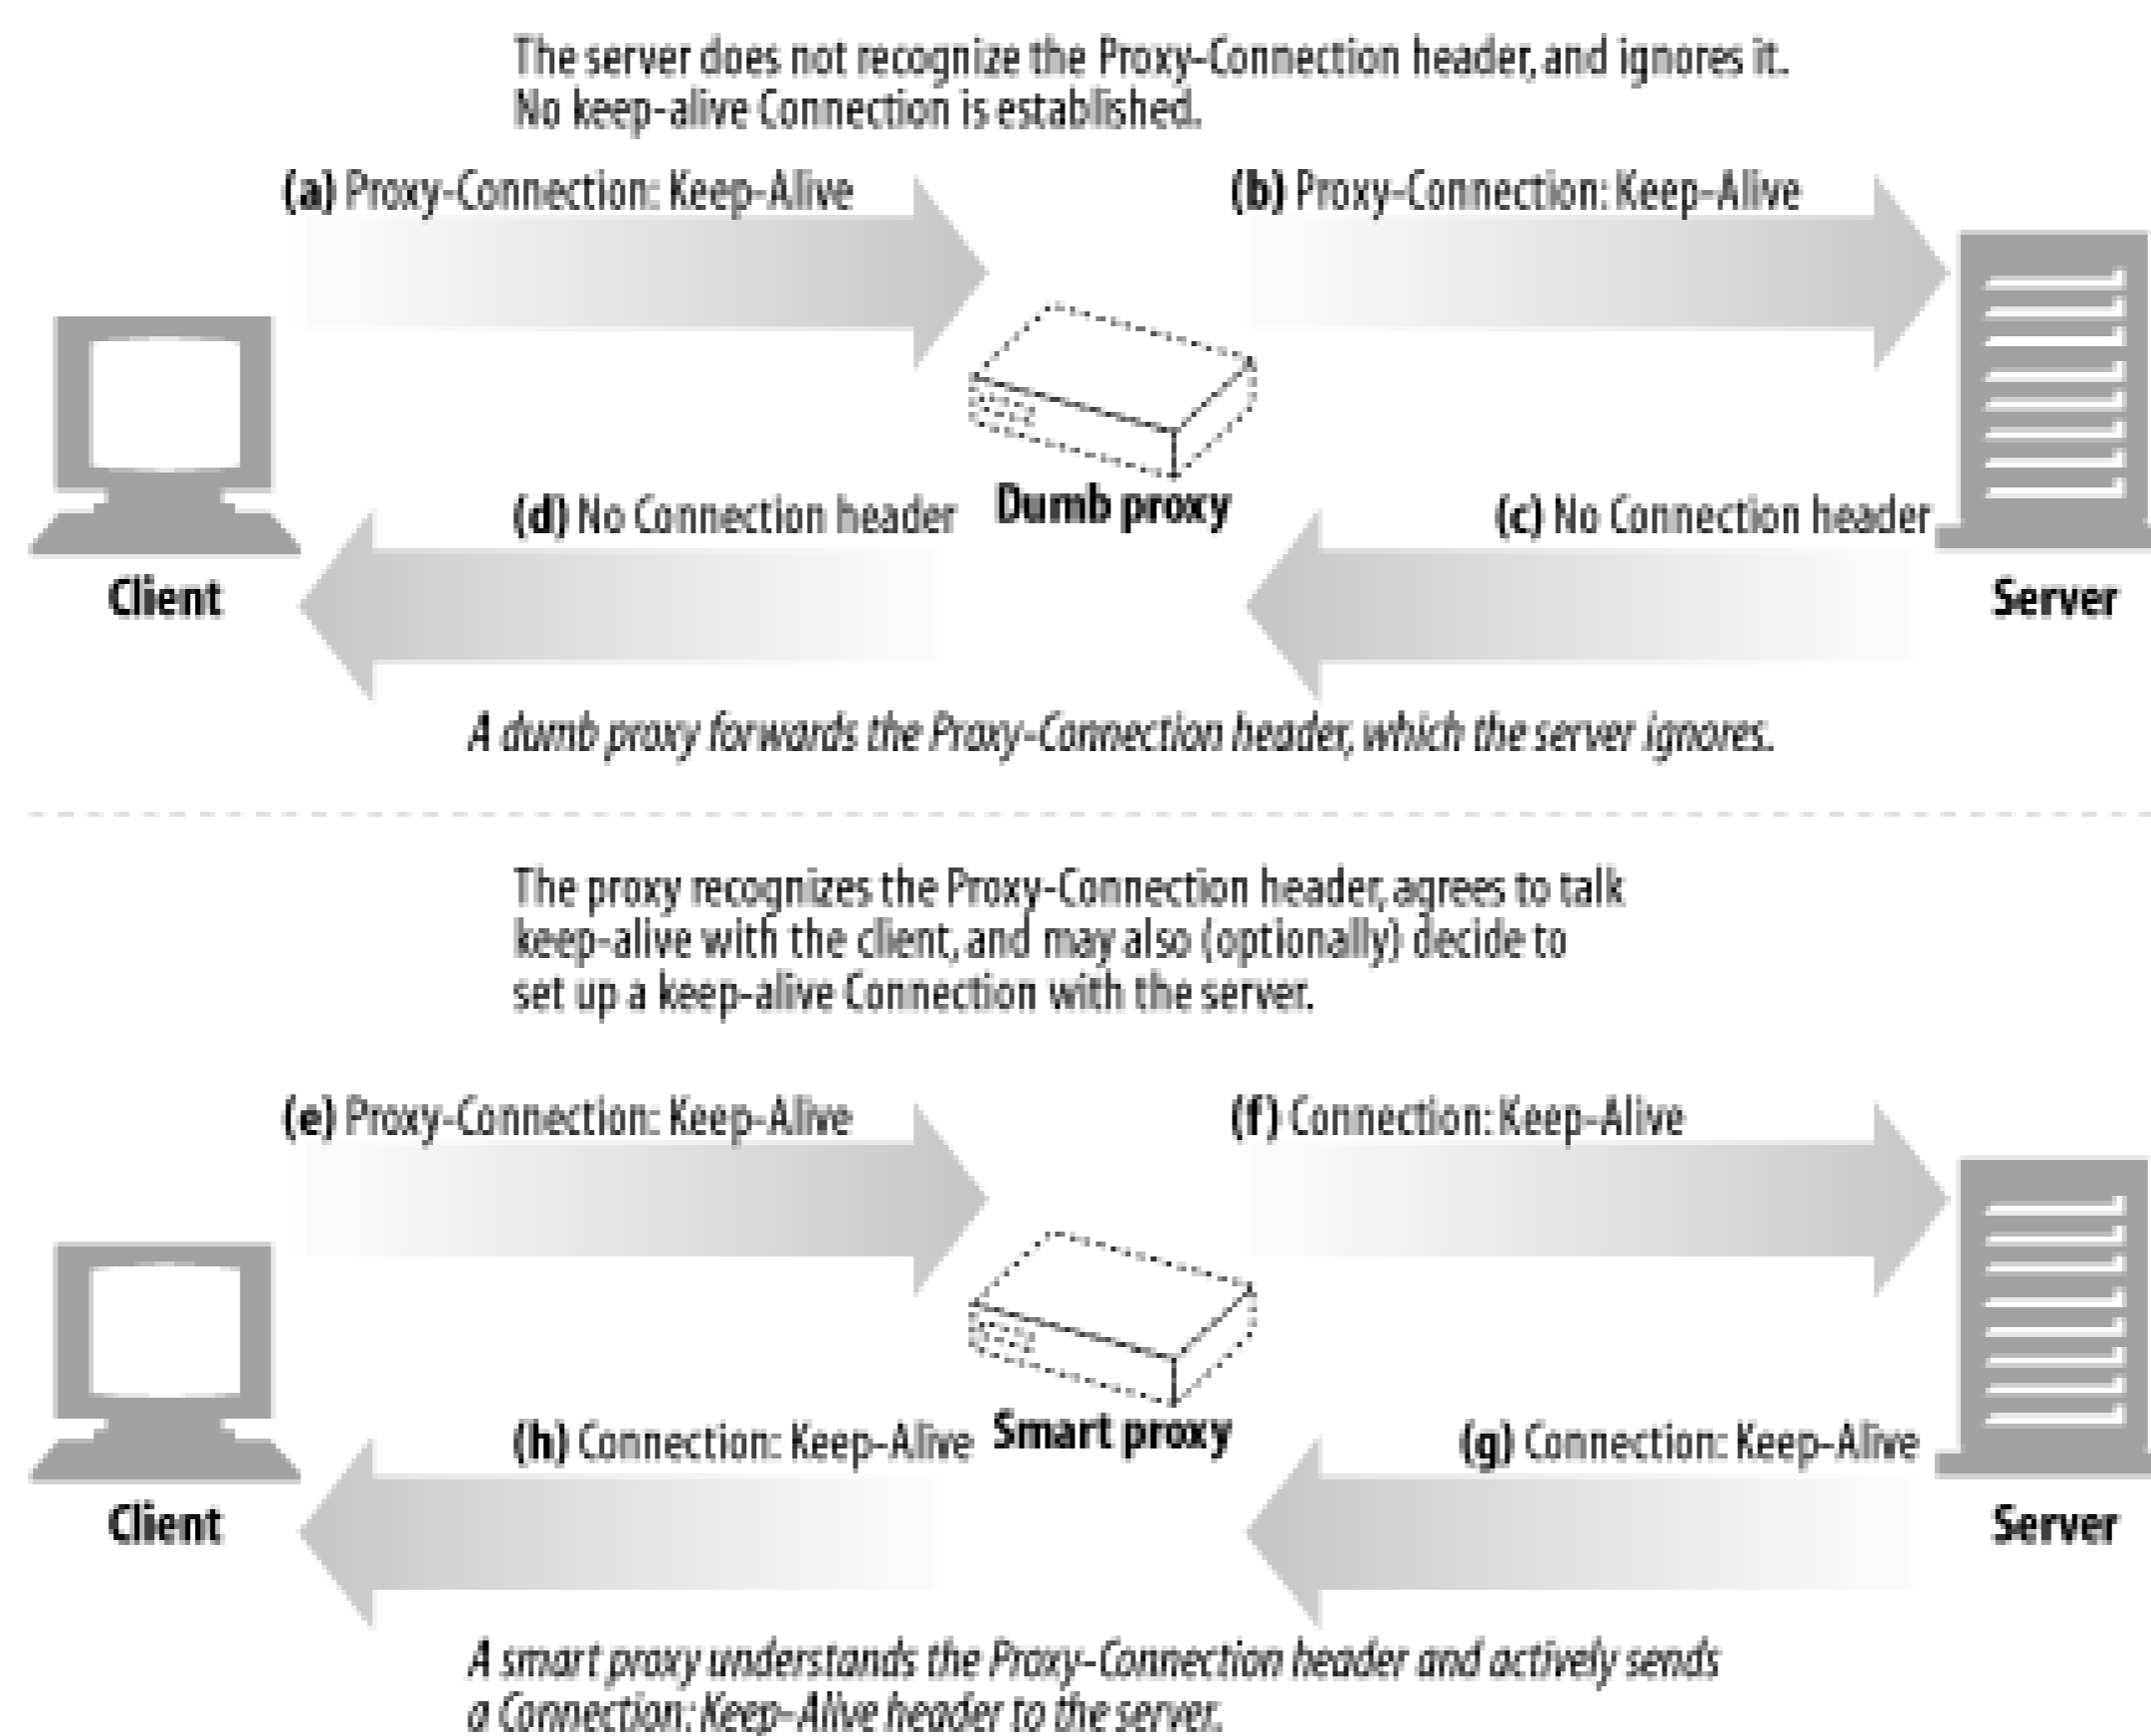 The server does not recognize the Proxy-Connection header, and ignores it.
No keep-alive Connection is established.
(a) Proxy-Connection: Keep-Alive
(b) Proxy-Connection: Keep-Alive
Dumb proxy
(d) No Connection header
(c) No Connection header
Client
Server
A dumb proxy forwards the Proxy-Connection header, which the server ignores.
The proxy recognizes the Proxy-Connection header, agrees to talk
keep-alive with the client, and may also (optionally) decide to
set up a keep-alive Connection with the server.
(e) Proxy-Connection: Keep-Alive
(f) Connection: Keep-Alive
Smart proxy
(h) Connection: Keep-Alive
(g) Connection: Keep-Alive
Client
Server
A smart proxy understands the Proxy-Connection header and actively sends
a Connection: Keep-Alive header to the server.